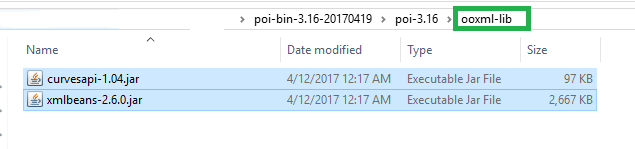 poi-bin-3.16-20170419 > poi-3.16 > ooxml-lib
Name Date modified Type Size
curvesapi-1.04.jar 4/12/2017 12:17 AM Executable Jar File 97 KB
xmlbeans-2.6.0.jar 4/12/2017 12:17 AM Executable Jar File 2,667 KB